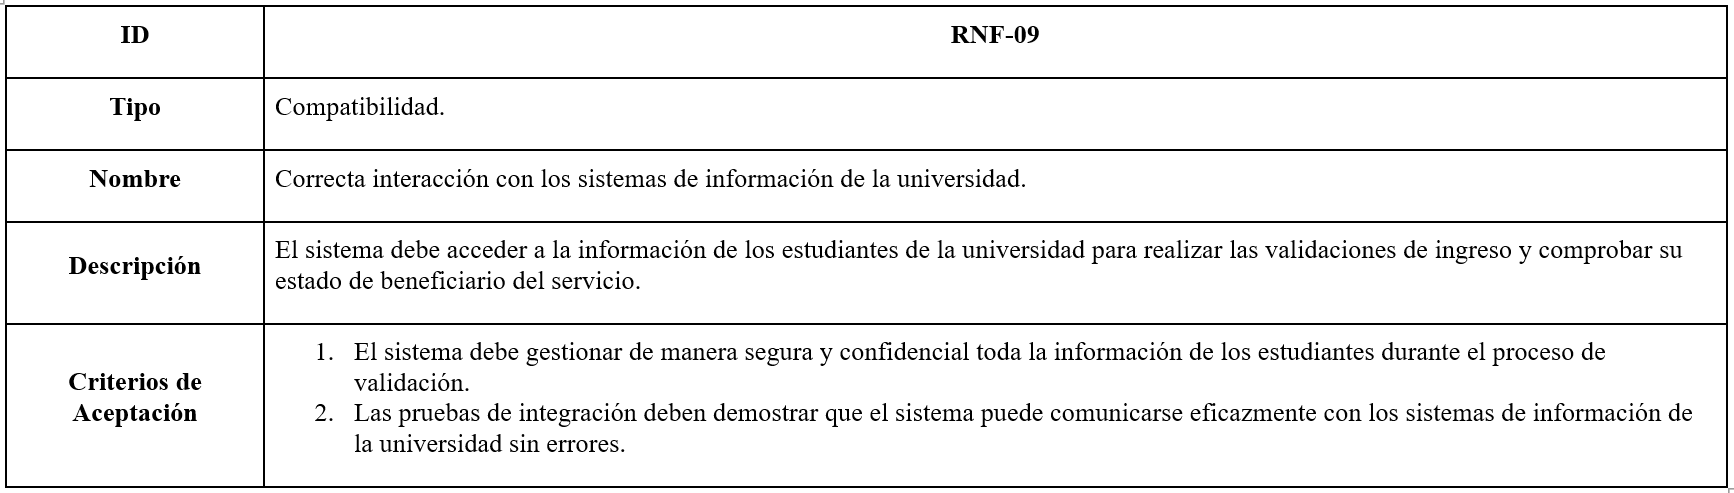 ID
RNF-09
Tipo
Compatibilidad.
Nombre
Correcta interacción con los sistemas de información de la universidad.
Descripción
El sistema debe acceder a la información de los estudiantes de la universidad para realizar las validaciones de ingreso y comprobar su
estado de beneficiario del servicio.
Criterios de
Aceptación
1. El sistema debe gestionar de manera segura y confidencial toda la información de los estudiantes durante el proceso de
validación.
2. Las pruebas de integración deben demostrar que el sistema puede comunicarse eficazmente con los sistemas de información de
la universidad sin errores.